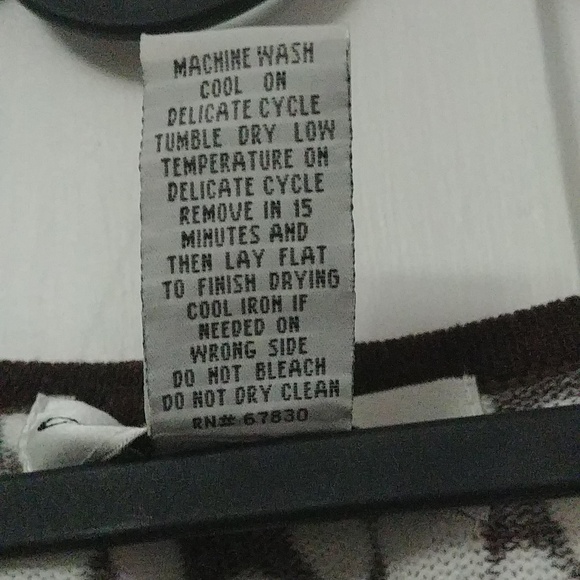 MACHINE WASH
COOL ON
DELICATE CYCLE
TUMBLE DRY LOW
TEMPERATURE ON
DELICATE CYCLE
REMOVE IN 15
MINUTES AND
THEN LAY FLAT
TO FINISH DRYING
COOL IRON IF
NEEDED ON
WRONG SIDE
DO NOT BLEACH
DO NOT DRY CLEAN
RN# 67830